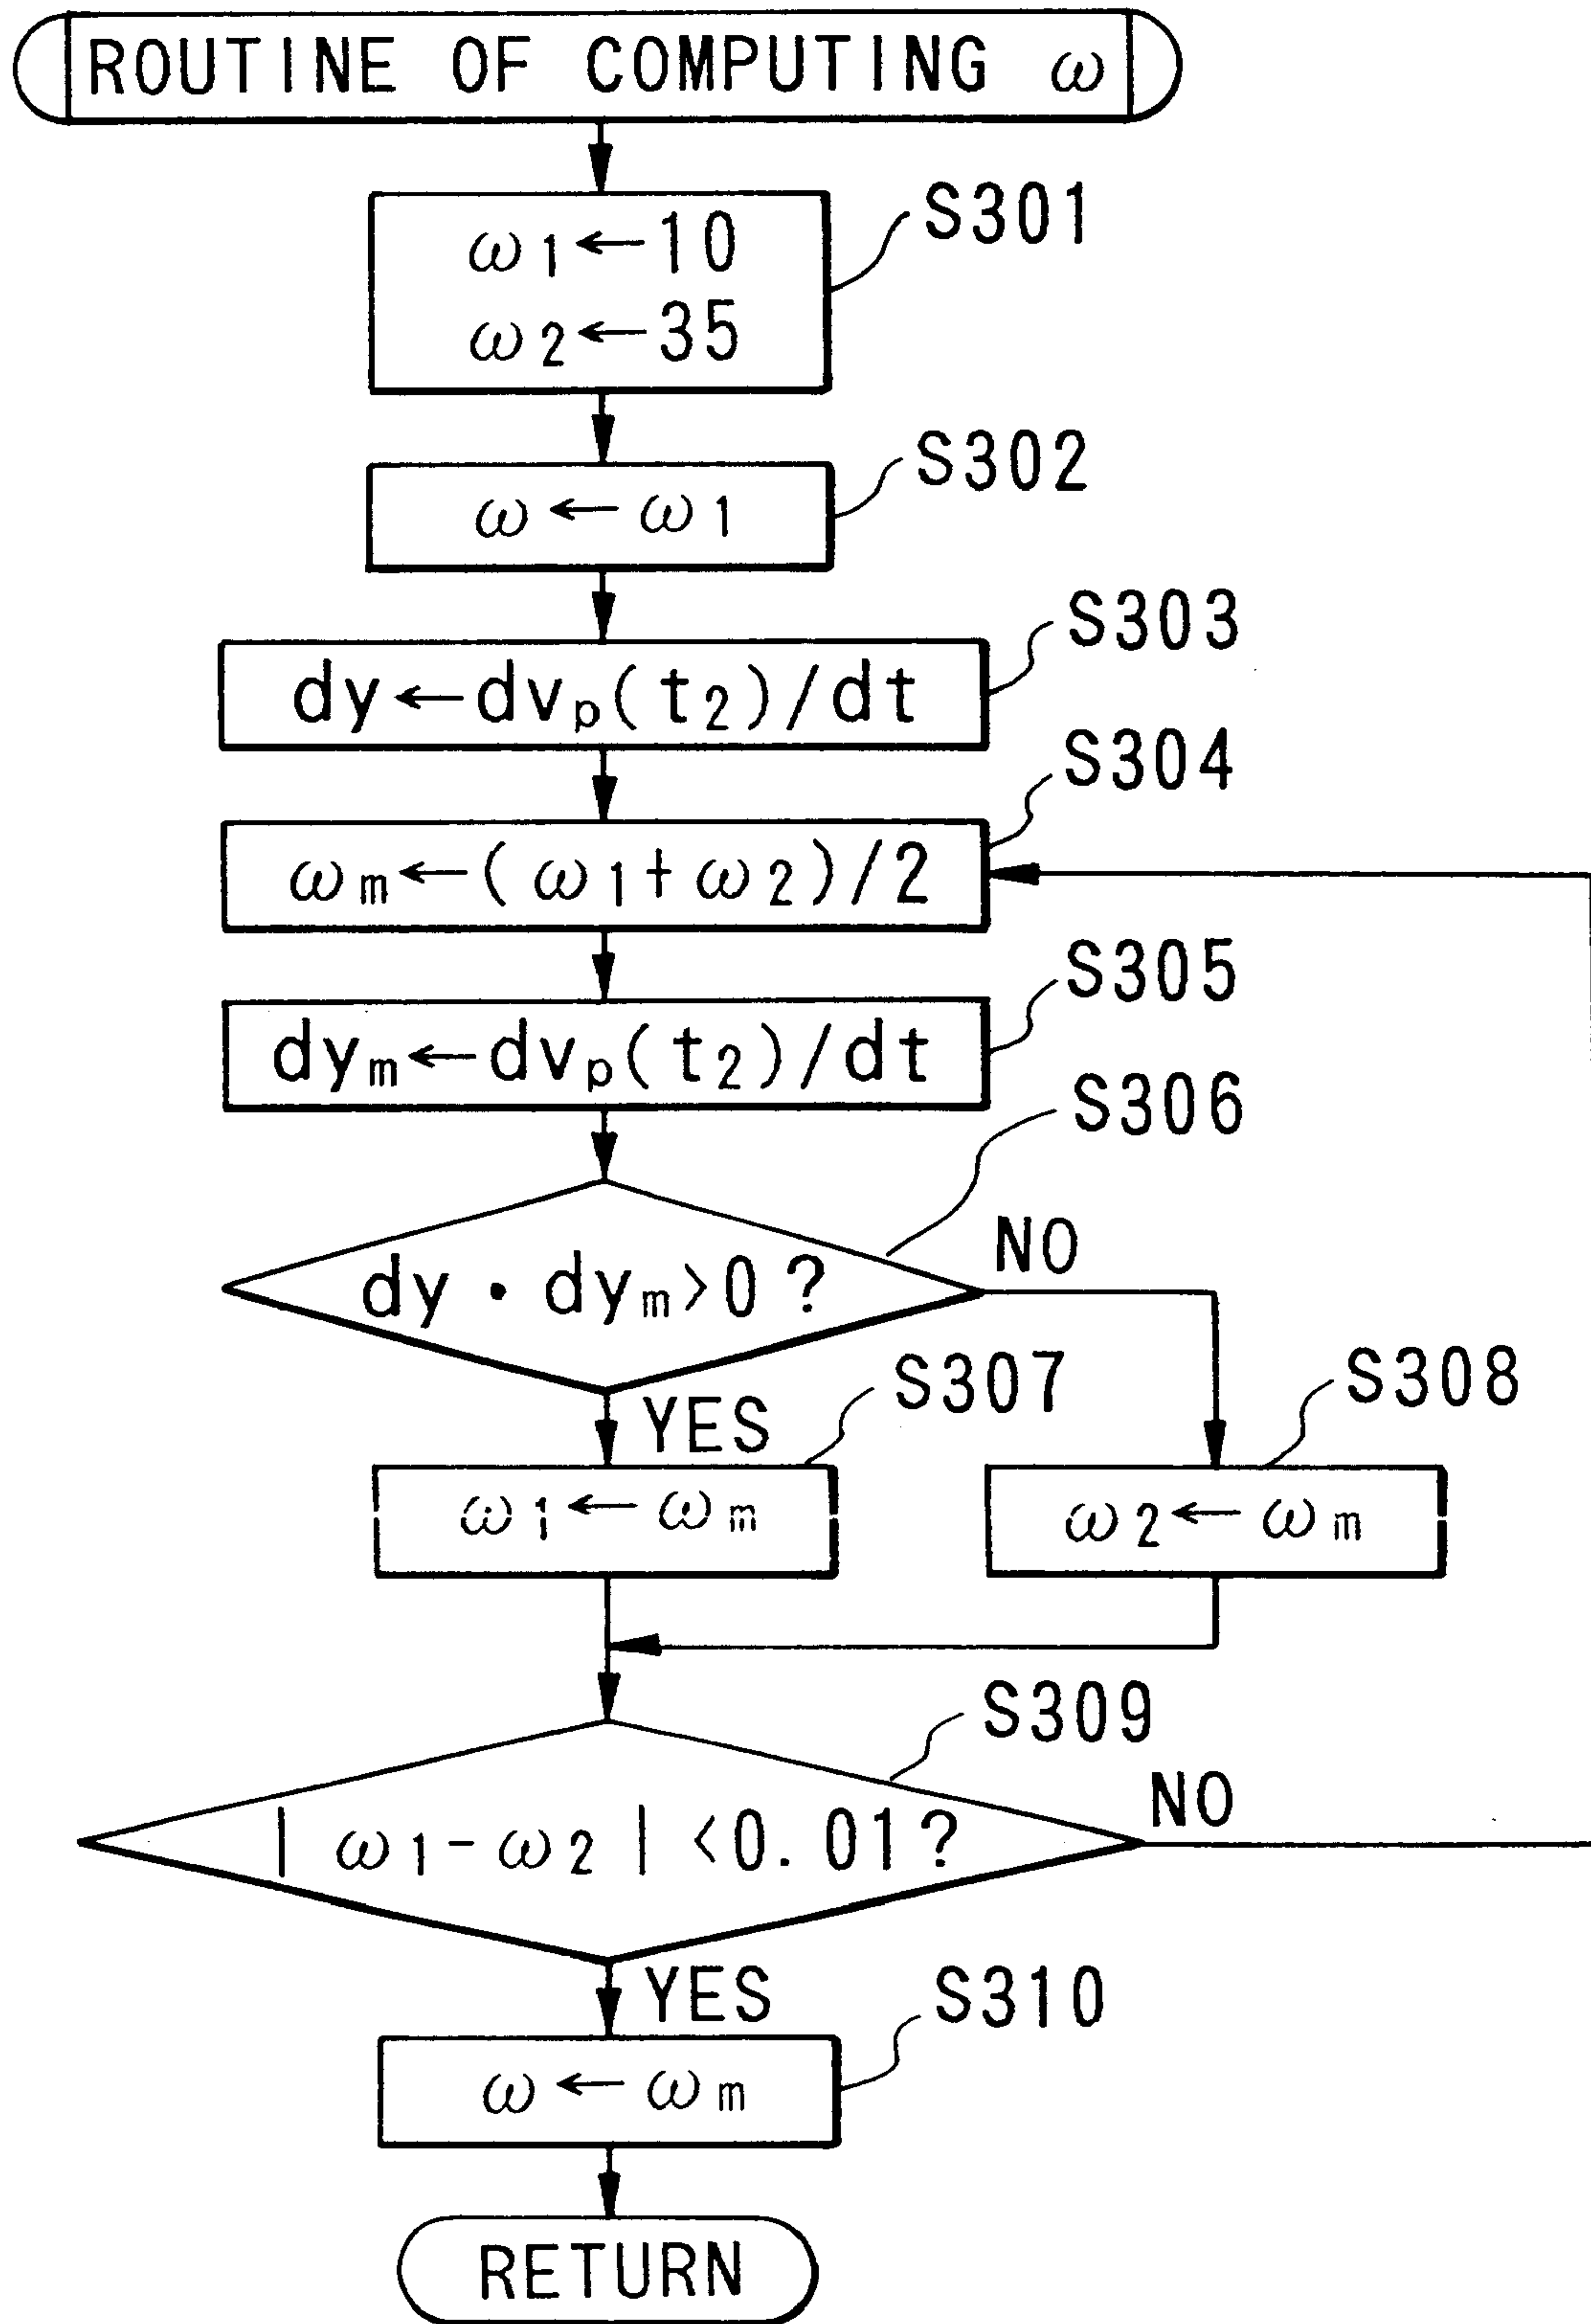 ROUTINE OF COMPUTING ω
S301
ω1←10
ω2←35
S302
ω←ω1
S303
dy←dvp(t2)/dt
S304
ωm←(ω1+ω2)/2
S305
dym←dvp(t2)/dt
S306
dy・dym>0?
NO
YES
S307
S308
ω1←ωm
ω2←ωm
S309
|ω1-ω2|<0.01?
NO
YES
S310
ω←ωm
RETURN